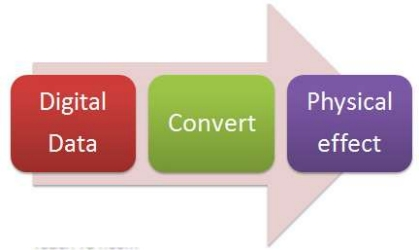 Digital
Data
Convert
Physical
effect